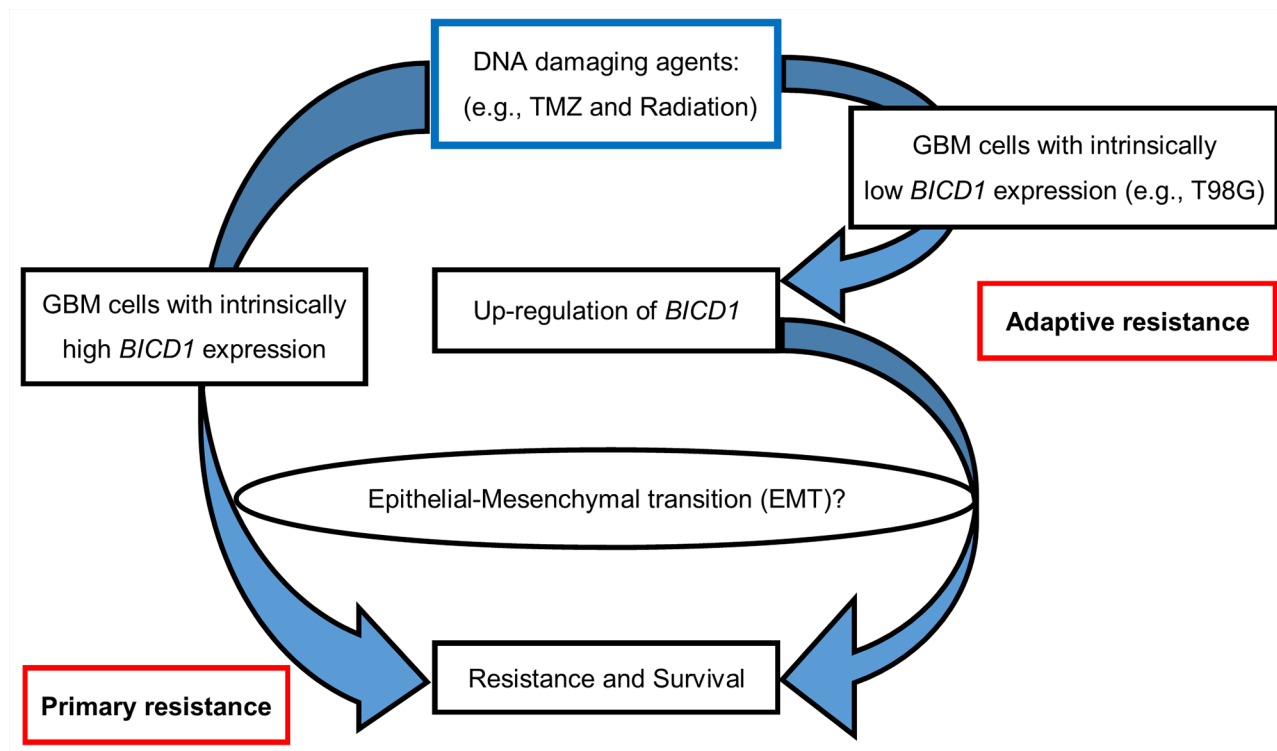 DNA damaging agents:
(e.g., TMZ and Radiation)
GBM cells with intrinsically
low BICD1 expression (e.g., T98G)
GBM cells with intrinsically
high BICD1 expression
Up-regulation of BICD1
Adaptive resistance
Epithelial-Mesenchymal transition (EMT)?
Resistance and Survival
Primary resistance